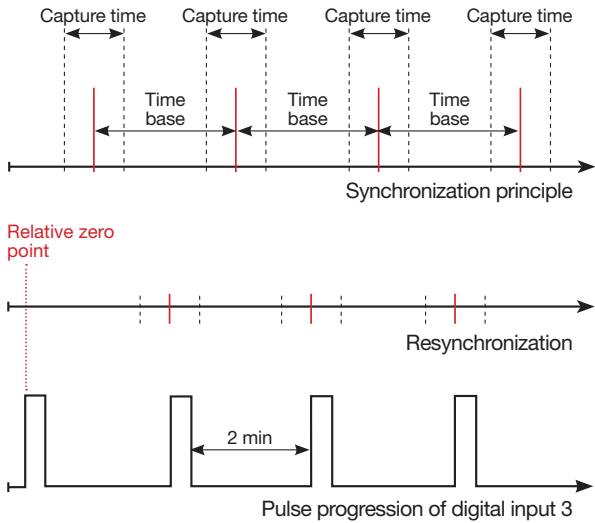 Capture time Capture time Capture time Capture time
Time base Time base Time base
Synchronization principle
Relative zero
point
Resynchronization
2 min
Pulse progression of digital input 3